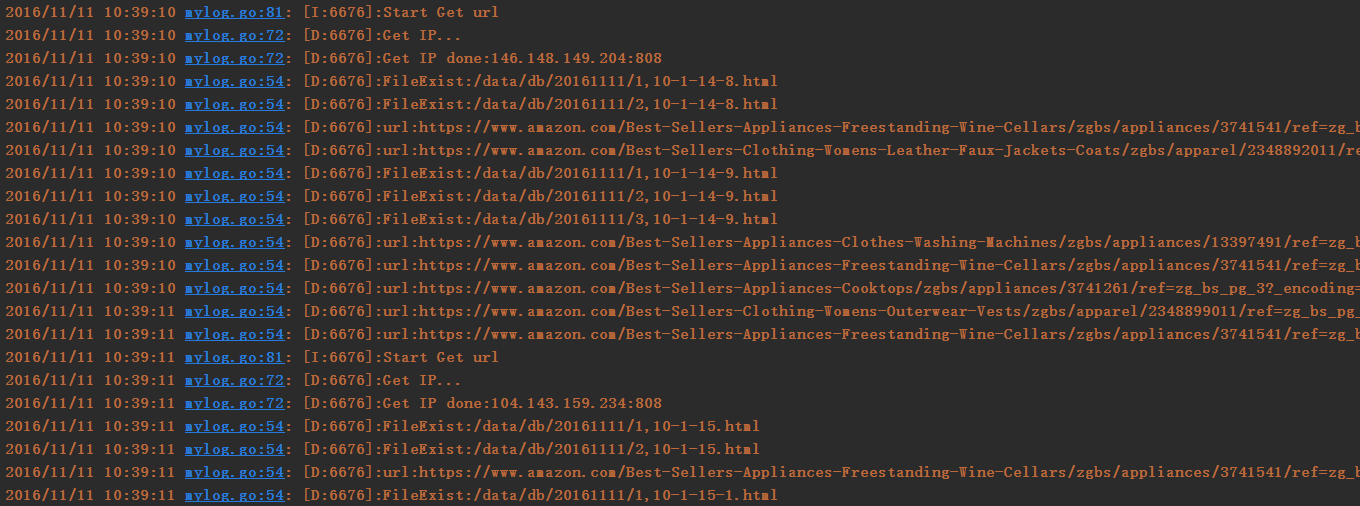 2016/11/11 10:39:10 mylog.go:81: [I:6676]:Start Get url
2016/11/11 10:39:10 mylog.go:72: [D:6676]:Get IP...
2016/11/11 10:39:10 mylog.go:72: [D:6676]:Get IP done:146.148.149.204:808
2016/11/11 10:39:10 mylog.go:54: [D:6676]:FileExist:/data/db/20161111/1,10-1-14-8.html
2016/11/11 10:39:10 mylog.go:54: [D:6676]:FileExist:/data/db/20161111/2,10-1-14-8.html
2016/11/11 10:39:10 mylog.go:54: [D:6676]:url:https://www.amazon.com/Best-Sellers-Appliances-Freestanding-Wine-Cellars/zgbs/appliances/3741541/ref=zg_b
2016/11/11 10:39:10 mylog.go:54: [D:6676]:url:https://www.amazon.com/Best-Sellers-Clothing-Womens-Leather-Faux-Jackets-Coats/zgbs/apparel/2348892011/re
2016/11/11 10:39:10 mylog.go:54: [D:6676]:FileExist:/data/db/20161111/1,10-1-14-9.html
2016/11/11 10:39:10 mylog.go:54: [D:6676]:FileExist:/data/db/20161111/2,10-1-14-9.html
2016/11/11 10:39:10 mylog.go:54: [D:6676]:FileExist:/data/db/20161111/3,10-1-14-9.html
2016/11/11 10:39:10 mylog.go:54: [D:6676]:url:https://www.amazon.com/Best-Sellers-Appliances-Clothes-Washing-Machines/zgbs/appliances/13397491/ref=zg_b
2016/11/11 10:39:10 mylog.go:54: [D:6676]:url:https://www.amazon.com/Best-Sellers-Appliances-Freestanding-Wine-Cellars/zgbs/appliances/3741541/ref=zg_b
2016/11/11 10:39:10 mylog.go:54: [D:6676]:url:https://www.amazon.com/Best-Sellers-Appliances-Cooktops/zgbs/appliances/3741261/ref=zg_bs_pg_3?_encoding=
2016/11/11 10:39:11 mylog.go:54: [D:6676]:url:https://www.amazon.com/Best-Sellers-Clothing-Womens-Outerwear-Vests/zgbs/apparel/2348899011/ref=zg_bs_pg_
2016/11/11 10:39:11 mylog.go:54: [D:6676]:url:https://www.amazon.com/Best-Sellers-Appliances-Freestanding-Wine-Cellars/zgbs/appliances/3741541/ref=zg_b
2016/11/11 10:39:11 mylog.go:81: [I:6676]:Start Get url
2016/11/11 10:39:11 mylog.go:72: [D:6676]:Get IP...
2016/11/11 10:39:11 mylog.go:72: [D:6676]:Get IP done:104.143.159.234:808
2016/11/11 10:39:11 mylog.go:54: [D:6676]:FileExist:/data/db/20161111/1,10-1-15.html
2016/11/11 10:39:11 mylog.go:54: [D:6676]:FileExist:/data/db/20161111/2,10-1-15.html
2016/11/11 10:39:11 mylog.go:54: [D:6676]:url:https://www.amazon.com/Best-Sellers-Appliances-Freestanding-Wine-Cellars/zgbs/appliances/3741541/ref=zg_b
2016/11/11 10:39:11 mylog.go:54: [D:6676]:FileExist:/data/db/20161111/1,10-1-15-1.html